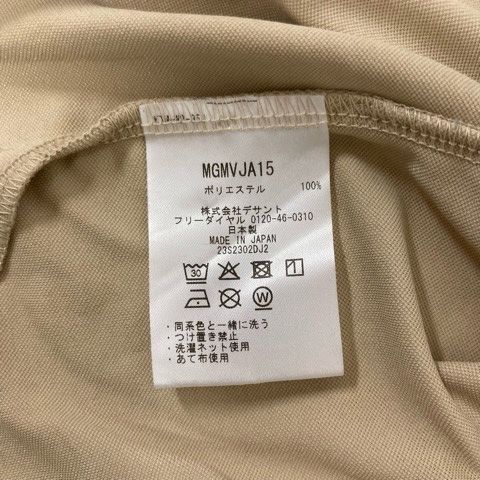 MGMVJA15
ポリエステル 100%
株式会社デサント
フリーダイヤル 0120-46-0310
日本製
MADE IN JAPAN
23S2302DJ2
30
W
・同系色と一緒に洗う
・つけ置き禁止
・洗濯ネット使用
・あて布使用